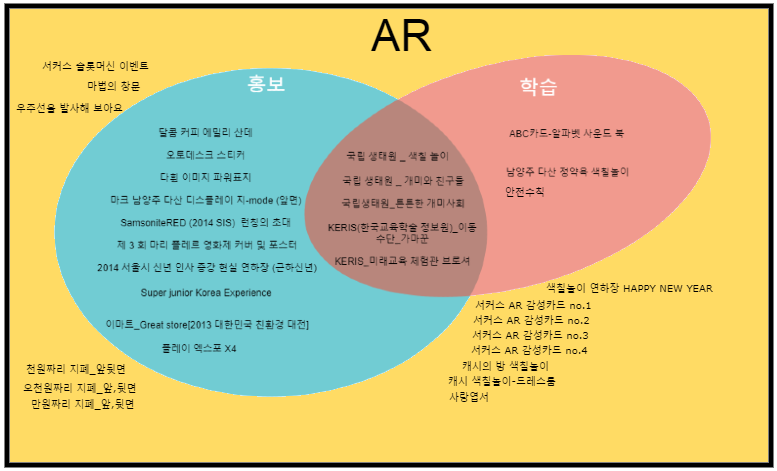 AR
서커스 슬롯머신 이벤트
마법의 창문
우주선을 발사해 보아요
홍보
학습
달콤 커피 에밀리 산데
오토데스크 스티커
다휜 이미지 파워표지
마크 남양주 다산 디스플레이 지-mode (앞면)
SamsoniteRED (2014 SIS) 런칭의 초대
제 3 회 마리 끌레르 영화제 커버 및 포스터
2014 서울시 신년 인사 증강 현실 연하장 (근하신년)
Super junior Korea Experience
이마트_Great store[2013 대한민국 친환경 대전]
플레이 엑스포 X4
국립 생태원 _ 색칠 놀이
국립 생태원 _ 개미와 친구들
국립생태원_튼튼한 개미사회
KERIS(한국교육학술 정보원)_이동
수단_가마꾼
KERIS_미래교육 체험관 브로셔
ABC카드-알파벳 사운드 북
남양주 다산 정약용 색칠놀이
안전수칙
색칠놀이 연하장 HAPPY NEW YEAR
서커스 AR 감성카드 no.1
서커스 AR 감성카드 no.2
서커스 AR 감성카드 no.3
서커스 AR 감성카드 no.4
캐시의 방 색칠놀이
캐시 색칠놀이-드레스룸
사랑엽서
천원짜리 지폐_앞뒷면
오천원짜리 지폐_앞,뒷면
만원짜리 지폐_앞,뒷면